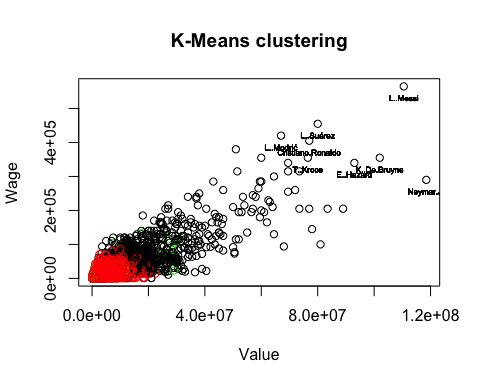 K-Means clustering
Wage
4e+05
2e+05
0e+00
L..Messi
L..Suárez
L..Modrić
Cristiano.Ronaldo
T..Kroos
K..De.Bruyne
E..Hazard
Neymar..
0.0e+00 4.0e+07 8.0e+07 1.2e+08
Value